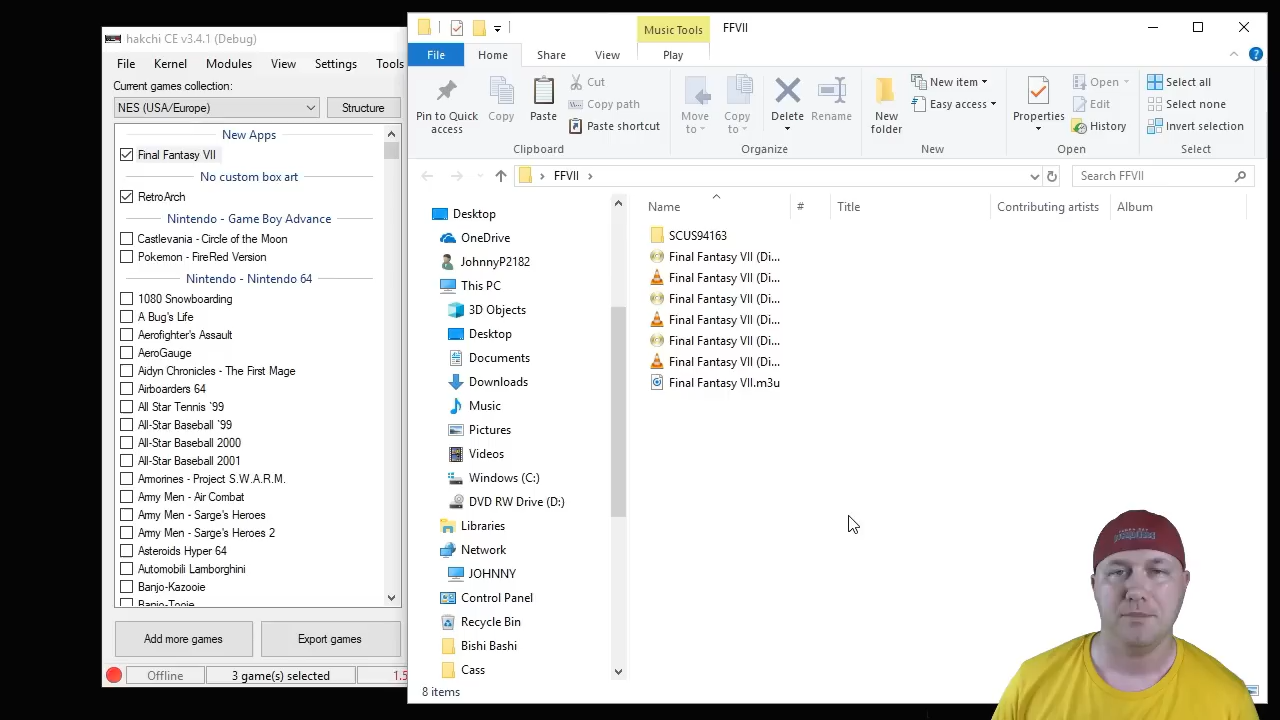 hakchi CE v3.4.1 (Debug)
File Kernel Modules View Settings Tools
Current games collection:
NES (USA/Europe) Structure
New Apps
Final Fantasy VII
No custom box art
RetroArch
Nintendo - Game Boy Advance
Castlevania - Circle of the Moon
Pokemon - FireRed Version
Nintendo - Nintendo 64
1080 Snowboarding
A Bug's Life
Aerofighter's Assault
AeroGauge
Aidyn Chronicles - The First Mage
Airboarders 64
All Star Tennis '99
All-Star Baseball '99
All-Star Baseball 2000
All-Star Baseball 2001
Armorines - Project S.W.A.R.M.
Army Men - Air Combat
Army Men - Sarge's Heroes
Army Men - Sarge's Heroes 2
Asteroids Hyper 64
Automobili Lamborghini
Banjo-Kazooie
Banjo-Tooie
Add more games Export games
Offline 3 game(s) selected 1.5
Music Tools FFVII
File Home Share View Play
Pin to Quick access
Copy
Paste
Cut
Copy path
Paste shortcut
Clipboard
Move to
Copy to
Delete
Rename
Organize
New folder
New item
Easy access
New
Properties
Open
Edit
History
Open
Select all
Select none
Invert selection
Select
FFVII
Search FFVII
Desktop
OneDrive
JohnnyP2182
This PC
3D Objects
Desktop
Documents
Downloads
Music
Pictures
Videos
Windows (C:)
DVD RW Drive (D:)
Libraries
Network
JOHNNY
Control Panel
Recycle Bin
Bishi Bashi
Cass
Name # Title Contributing artists Album
SCUS94163
Final Fantasy VII (Di...
Final Fantasy VII (Di...
Final Fantasy VII (Di...
Final Fantasy VII (Di...
Final Fantasy VII (Di...
Final Fantasy VII (Di...
Final Fantasy VII.m3u
8 items